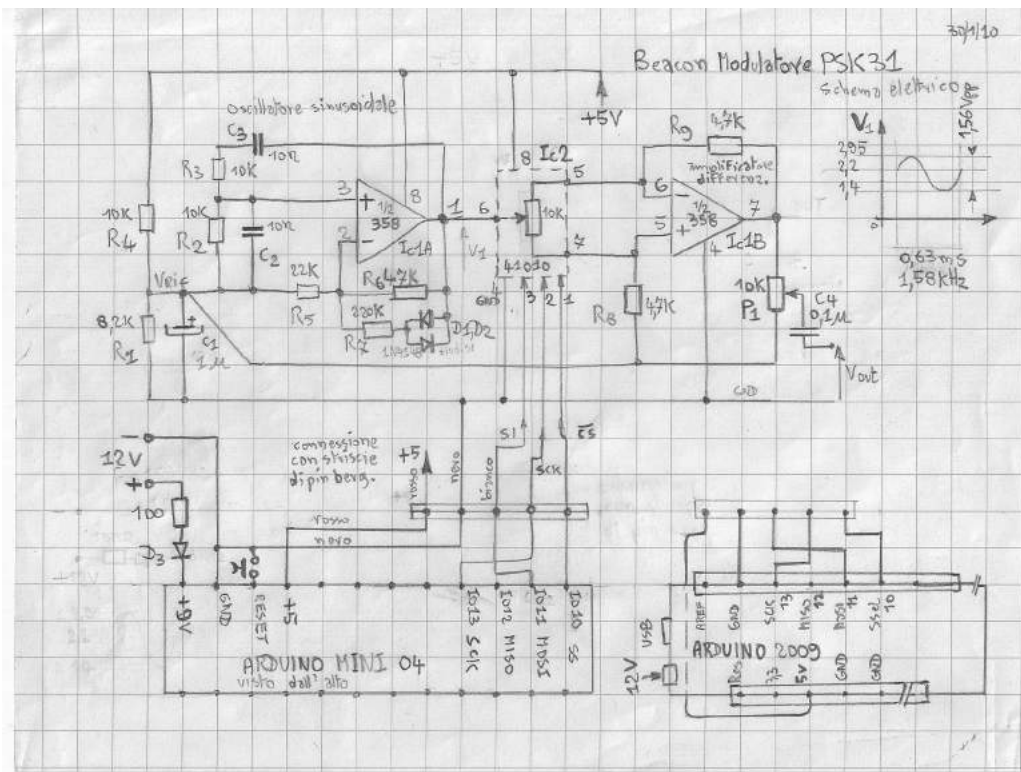 30/1/10
Beacon Modulatore PSK31
Schema elettrico
oscillatore sinusoidale
+5V
R9
4,7K
V1
1,56Vpp
C3
10n
R3
10K
8
Ic2
5
amplificatore
differenz.
2,95
2,2
1,4
10K
R4
10K
R2
10n
C2
3
+
1/2
358
8
1
6
10K
6
-
1/2
358
7
2
-
Ic1A
V1
7
5
+
4
Ic1B
0
0,63mS
1,58KHz
Vrif
22K
R5
R6
47K
41010
4
GND
3
2
1
R8
4,7K
10K
P1
C4
0,1µ
8,2K
R1
+
C1
1µ
220K
R7
D1,D2
1N4148
Vout
GND
-
12V
+
connessione
con striscie
di pin berg.
+5
rosso
nero
bianco
SI
SCK
CS
100
D3
rosso
nero
+9V
GND
RESET
+5
IO13 SCK
IO12 MISO
IO11 MOSI
IO10 SS
ARDUINO MINI 04
visto dall'alto
AREF
GND
SCK 13
MISO 12
MOSI 11
SSel 10
USB
12V
ARDUINO 2009
Res
3,3
5V
GND
GND